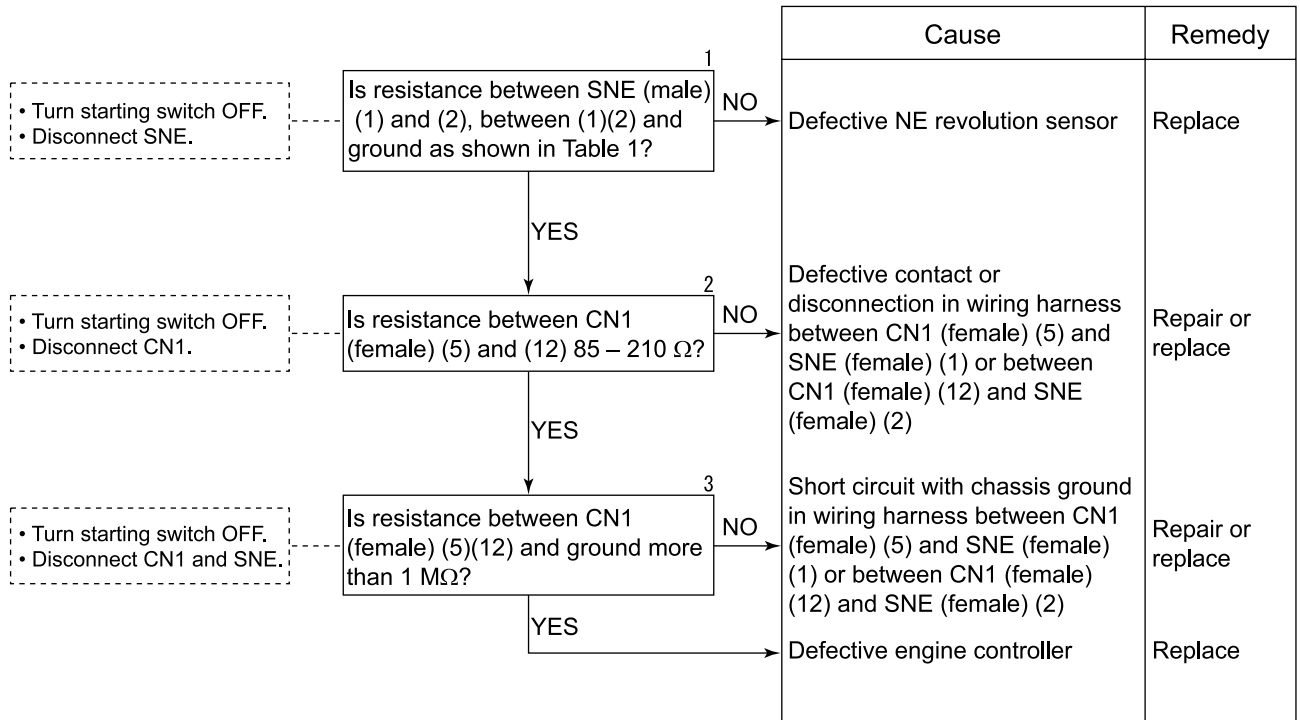 Cause
Remedy
• Turn starting switch OFF.
• Disconnect SNE.
1
Is resistance between SNE (male)
(1) and (2), between (1)(2) and
ground as shown in Table 1?
NO
Defective NE revolution sensor
Replace
YES
• Turn starting switch OFF.
• Disconnect CN1.
2
Is resistance between CN1
(female) (5) and (12) 85 – 210 Ω?
NO
Defective contact or
disconnection in wiring harness
between CN1 (female) (5) and
SNE (female) (1) or between
CN1 (female) (12) and SNE
(female) (2)
Repair or
replace
YES
• Turn starting switch OFF.
• Disconnect CN1 and SNE.
3
Is resistance between CN1
(female) (5)(12) and ground more
than 1 MΩ?
NO
Short circuit with chassis ground
in wiring harness between CN1
(female) (5) and SNE (female)
(1) or between CN1 (female)
(12) and SNE (female) (2)
Repair or
replace
YES
Defective engine controller
Replace